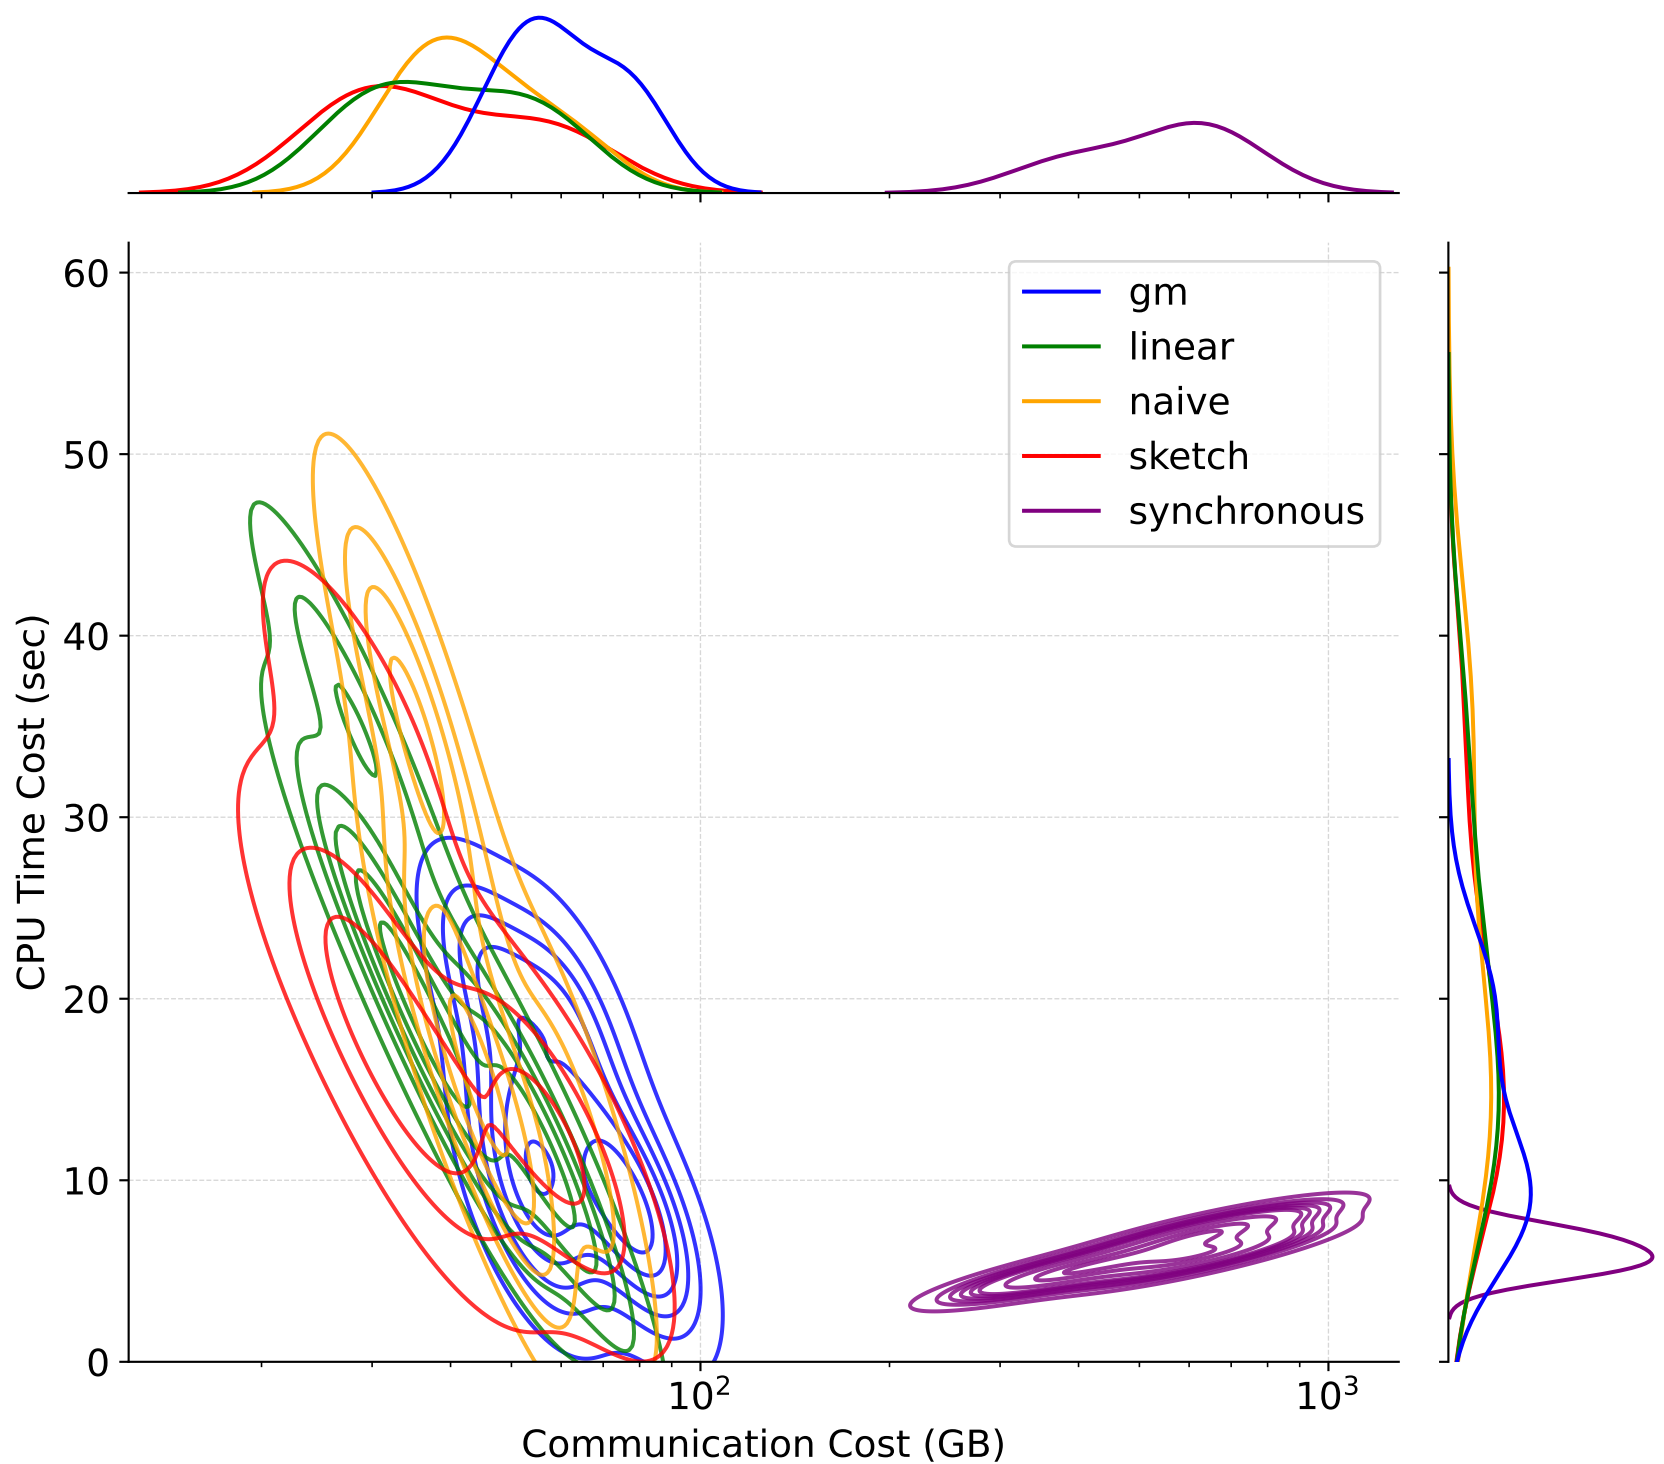 gm
linear
naive
sketch
synchronous
60
50
40
30
20
10
0
CPU Time Cost (sec)
10²
10³
Communication Cost (GB)